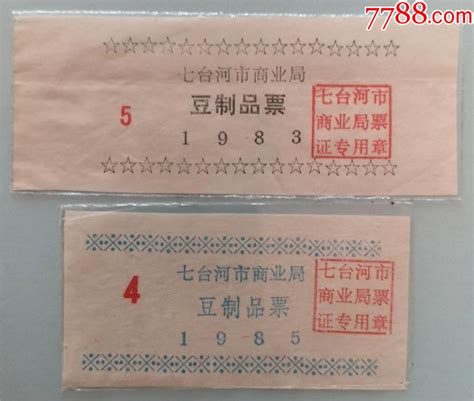 7788.com
七台河市商业局
豆制品票
5
1983
七台河市
商业局票
证专用章
七台河市商业局
豆制品票
4
1985
七台河市
商业局票
证专用章